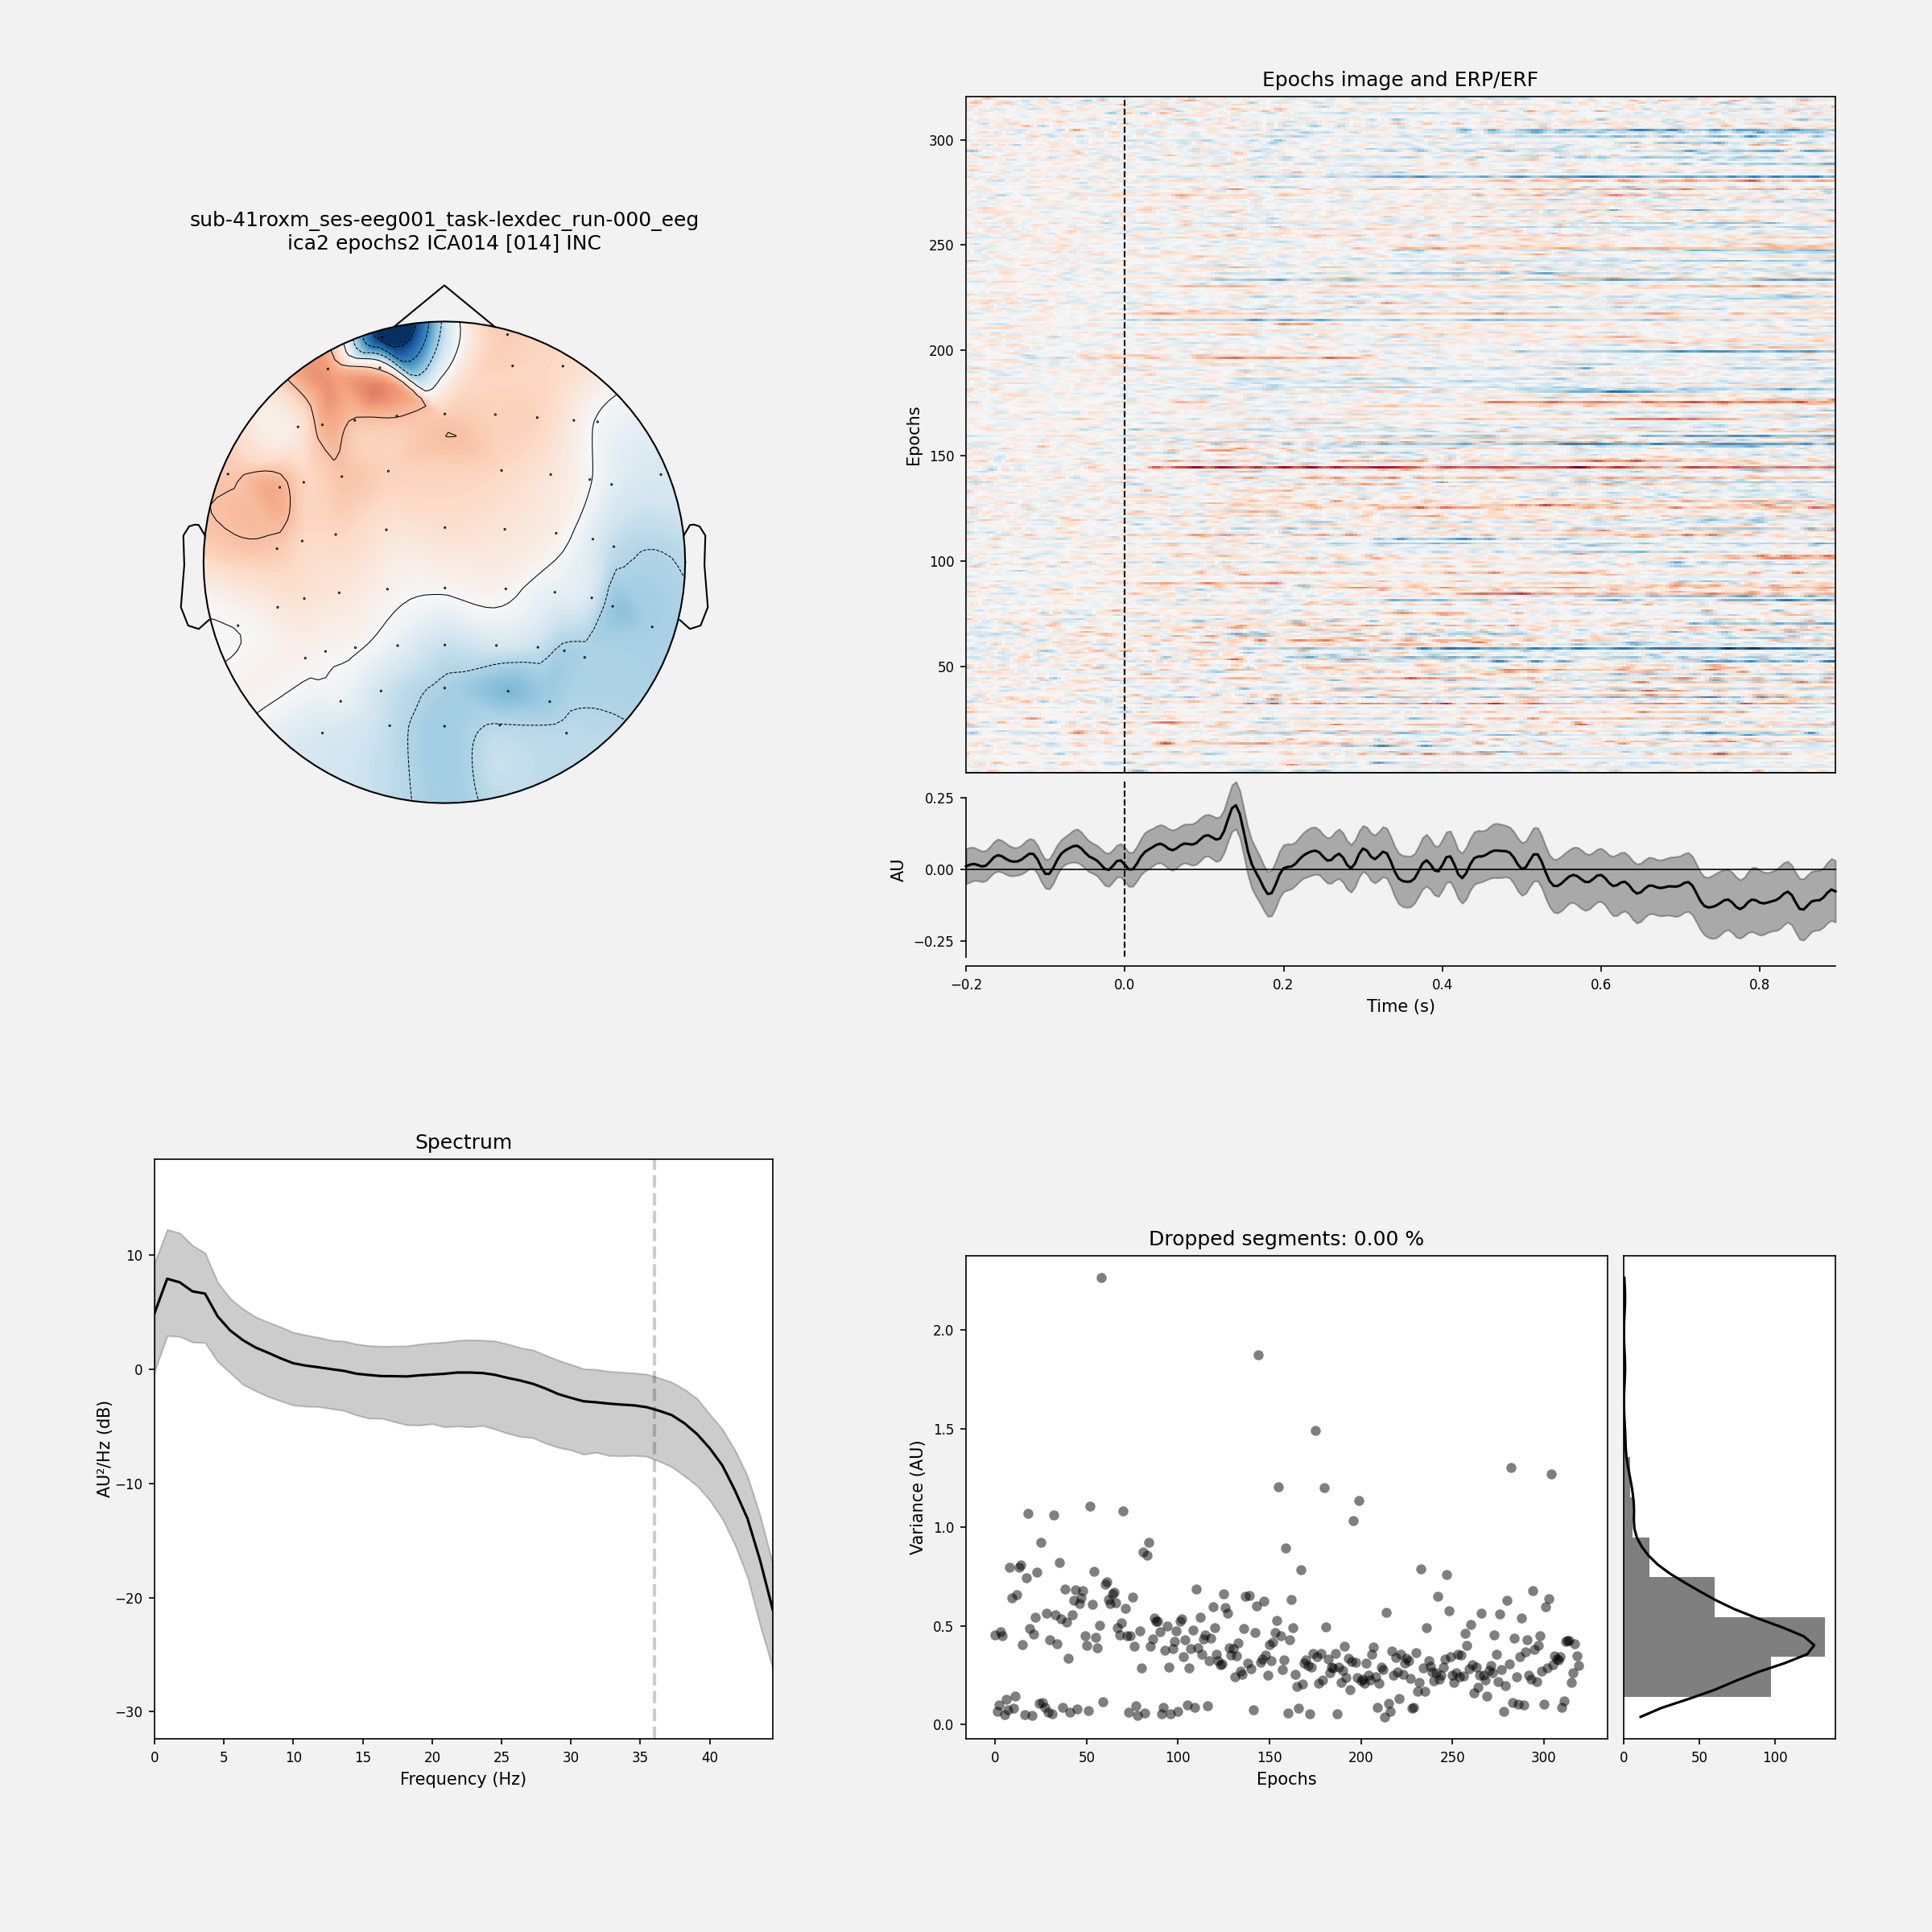 sub-41roxm_ses-eeg001_task-lexdec_run-000_eeg
ica2 epochs2 ICA014 [014] INC
Epochs image and ERP/ERF
Epochs
300
250
200
150
100
50
AU
0.25
0.00
−0.25
−0.2 0.0 0.2 0.4 0.6 0.8
Time (s)
Spectrum
AU²/Hz (dB)
10
0
−10
−20
−30
0 5 10 15 20 25 30 35 40
Frequency (Hz)
Dropped segments: 0.00 %
Variance (AU)
2.0
1.5
1.0
0.5
0.0
0 50 100 150 200 250 300
Epochs
0 50 100